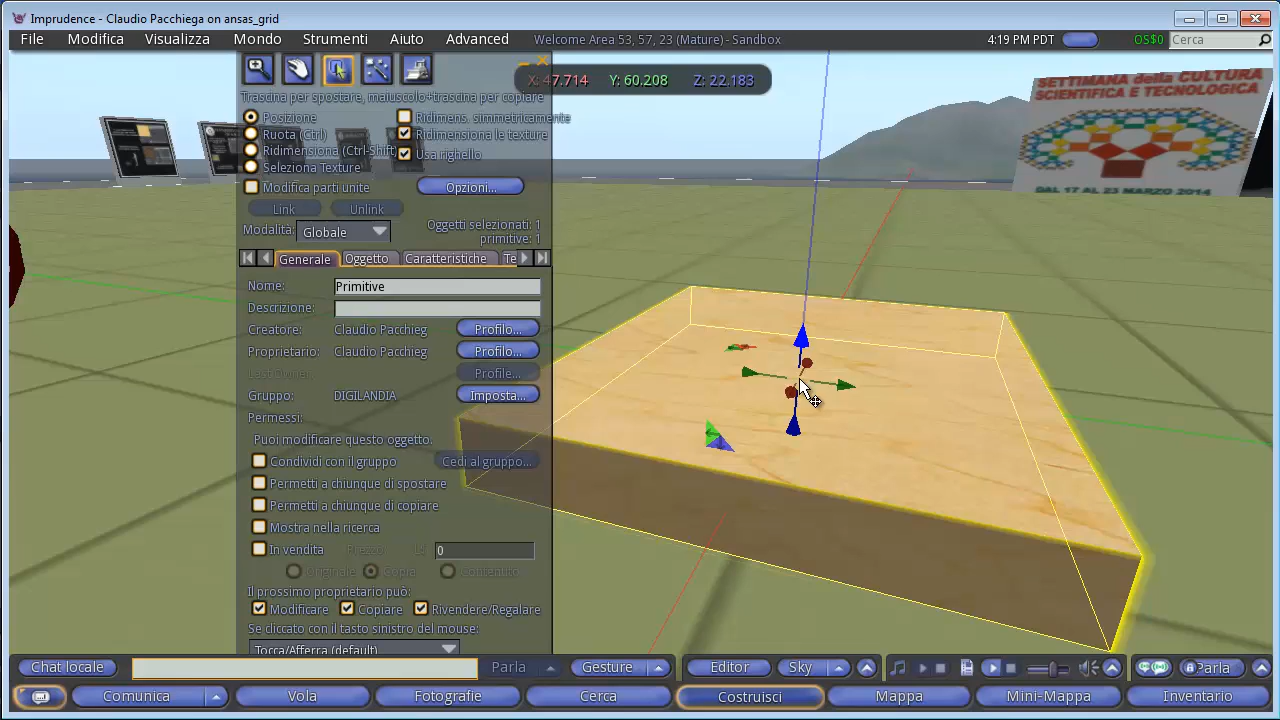 Imprudence - Claudio Pacchiega on ansas_grid
File Modifica Visualizza Mondo Strumenti Aiuto Advanced Welcome Area 53, 57, 23 (Mature) - Sandbox 4:19 PM PDT OS$0 Cerca
X: 47.714 Y: 60.208 Z: 22.183
SETTIMANA della CULTURA
SCIENTIFICA E TECNOLOGICA
DAL 17 AL 23 MARZO 2014
Trascina per spostare, maiuscolo+trascina per copiare
Posizione
Ridimens. simmetricamente
Ruota (Ctrl)
Ridimensiona le texture
Ridimensiona (Ctrl-Shift)
Usa righello
Seleziona Texture
Modifica parti unite
Opzioni...
Link Unlink
Modalità: Globale
Oggetti selezionati: 1
primitive: 1
Generale Oggetto Caratteristiche Te
Nome: Primitive
Descrizione:
Creatore: Claudio Pacchieg Profilo...
Proprietario: Claudio Pacchieg Profilo...
Last Owner: Profile...
Gruppo: DIGILANDIA Imposta...
Permessi:
Puoi modificare questo oggetto.
Condividi con il gruppo Cedi al gruppo...
Permetti a chiunque di spostare
Permetti a chiunque di copiare
Mostra nella ricerca
In vendita Prezzo: L$ 0
Originale Copia Contenuto
Il prossimo proprietario può:
Modificare Copiare Rivendere/Regalare
Se cliccato con il tasto sinistro del mouse:
Tocca/Afferra (default)
Chat locale Parla Gesture Editor Sky Parla
Comunica Vola Fotografie Cerca Costruisci Mappa Mini-Mappa Inventario